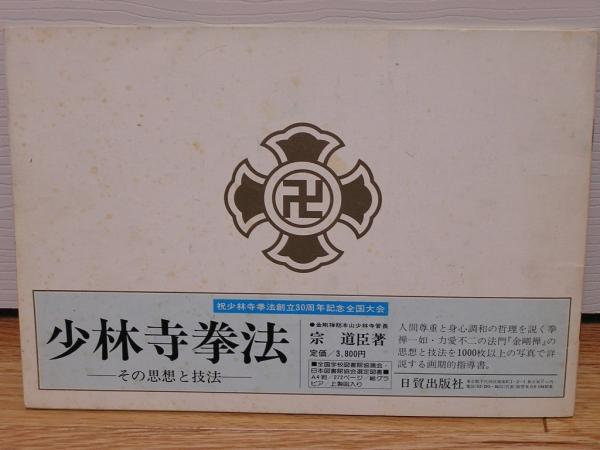 祝少林寺拳法創立30周年記念全国大会
少林寺拳法
──その思想と技法──
●金剛禅総本山少林寺管長
宗 道臣著
定価/3,800円
■全国学校図書館協議会・
日本図書館協会選定図書■
A4判/272ページ/総グラ
ビア/上製函入り
人間尊重と身心調和の哲理を説く拳
禅一如・力愛不二の法門『金剛禅』の
思想と技法を1000枚以上の写真で詳
説する画期的指導書。
日貿出版社